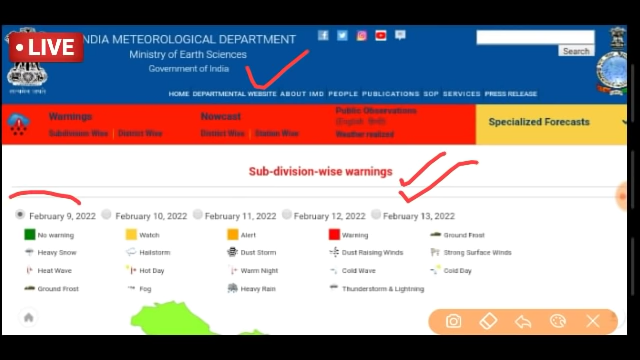 LIVE
INDIA METEOROLOGICAL DEPARTMENT
Ministry of Earth Sciences
Government of India
Search
HOME DEPARTMENTAL WEBSITE ABOUT IMD PEOPLE PUBLICATIONS SOP SERVICES PRESS RELEASE
Warnings
Subdivision Wise | District Wise
Nowcast
District Wise | Station Wise
Public Observations
Weather realized
Specialized Forecasts
Sub-division-wise warnings
February 9, 2022 February 10, 2022 February 11, 2022 February 12, 2022 February 13, 2022
No warning Watch Alert Warning Ground Frost
Heavy Snow Hailstorm Dust Storm Dust Raising Winds Strong Surface Winds
Heat Wave Hot Day Warm Night Cold Wave Cold Day
Ground Frost Fog Heavy Rain Thunderstorm & Lightning